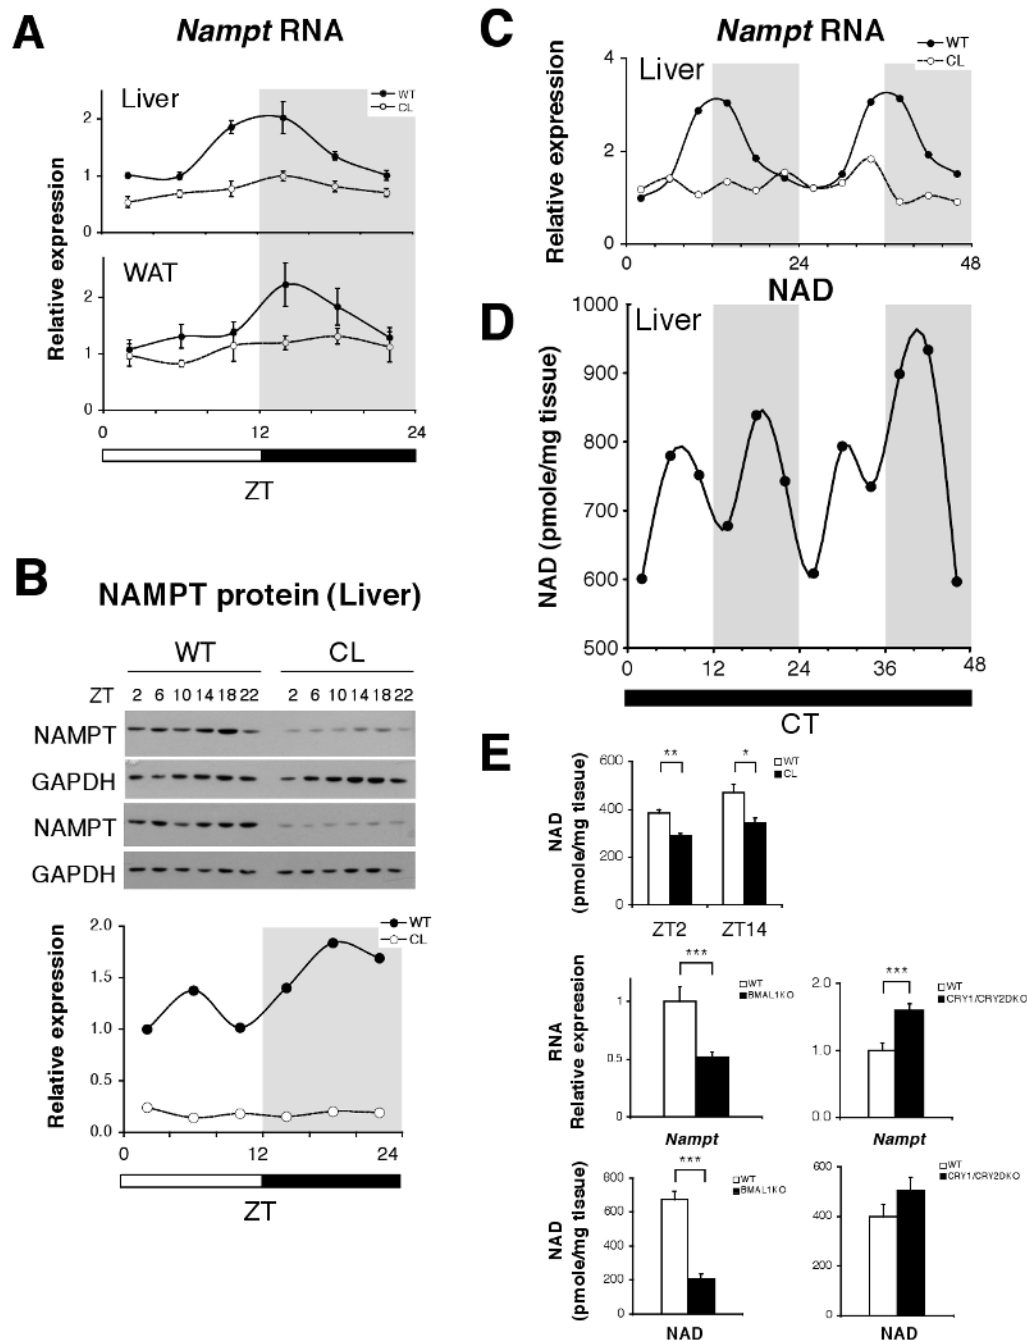 A
Nampt RNA
Liver
WT
CL
2
1
0
WAT
2
1
0
Relative expression
0 12 24
ZT
B
NAMPT protein (Liver)
WT CL
ZT 2 6 10 14 18 22 2 6 10 14 18 22
NAMPT
GAPDH
NAMPT
GAPDH
WT
CL
2.0
1.5
1.0
0.5
0.0
Relative expression
0 12 24
ZT
C
Nampt RNA
WT
CL
Liver
4
2
0
Relative expression
0 24 48
D
NAD
Liver
1000
900
800
700
600
500
NAD (pmole/mg tissue)
0 12 24 36 48
CT
E
WT
CL
** *
600
400
200
0
NAD
(pmole/mg tissue)
ZT2 ZT14
***
WT
BMAL1KO
1
0.5
0
RNA
Relative expression
Nampt
***
WT
CRY1/CRY2DKO
2.0
1.0
0.0
Nampt
***
WT
BMAL1KO
800
600
400
200
0
NAD
(pmole/mg tissue)
NAD
WT
CRY1/CRY2DKO
600
400
200
0
NAD